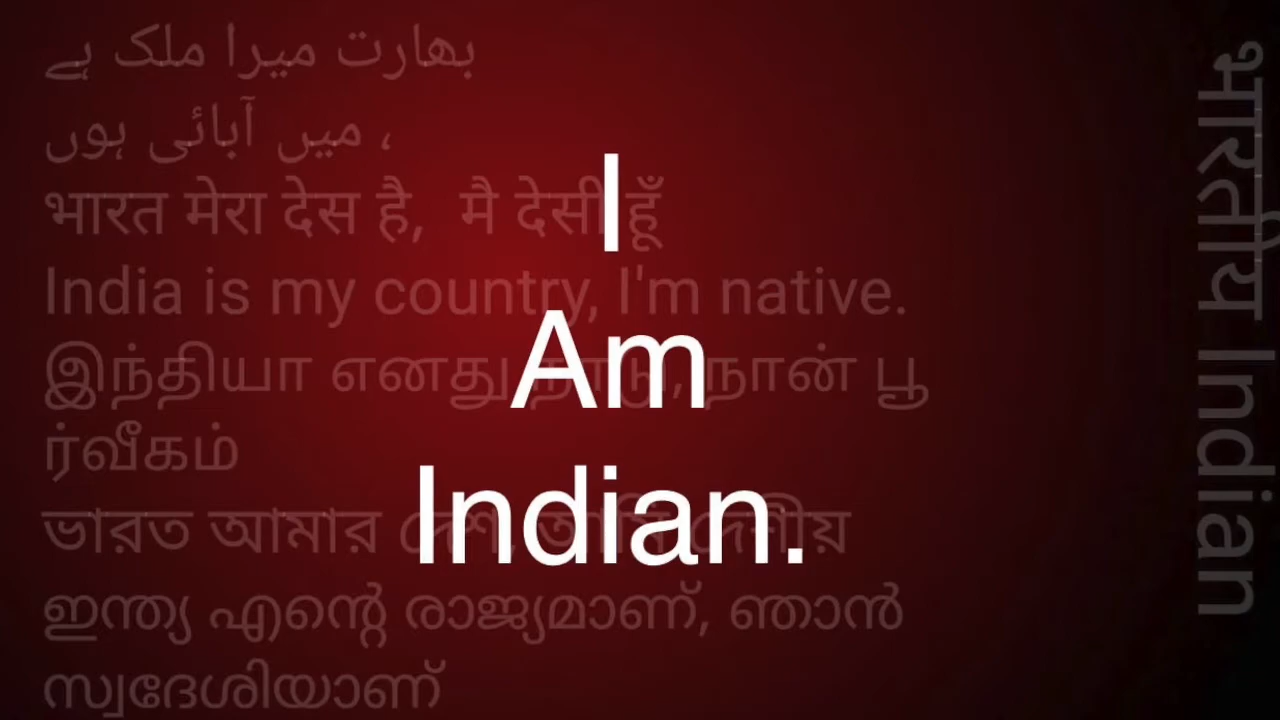 بھارت میرا ملک ہے
، میں آبائی ہوں
भारत मेरा देस है, मै देसी हूँ
India is my country, I'm native.
இந்தியா எனது நாடு, நான் பூ
ர்வீகம்
ভারত আমার দেশ, আমি দেশীয়
ഇന്ത്യ എന്റെ രാജ്യമാണ്, ഞാൻ
സ്വദേശിയാണ്
I
Am
Indian.
भारतीय Indian